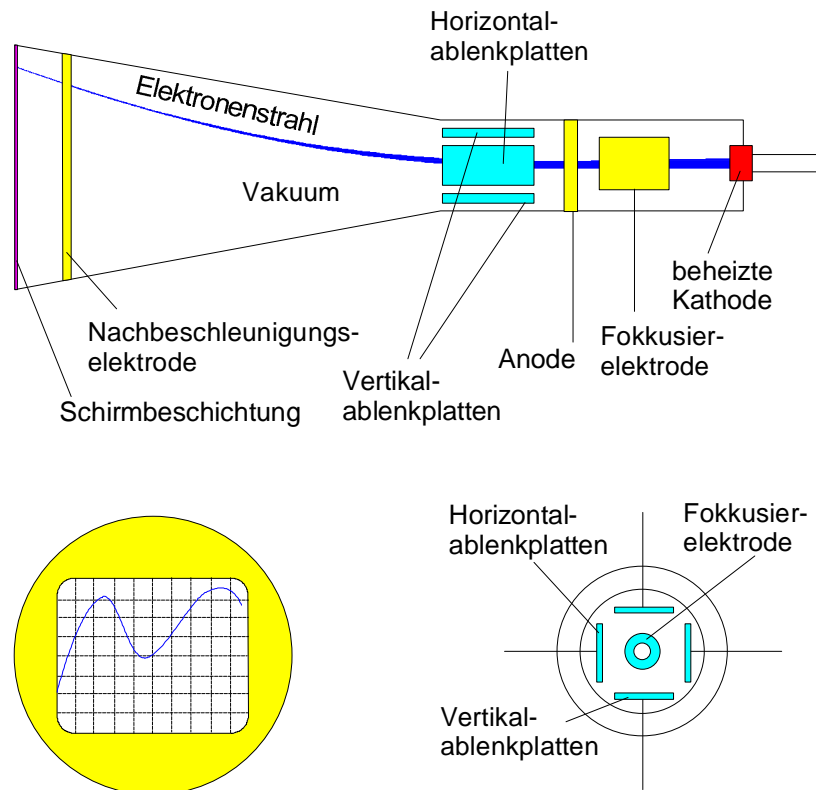 Horizontal-
ablenkplatten
Elektronenstrahl
Vakuum
beheizte
Kathode
Nachbeschleunigungs-
elektrode
Anode
Fokkusier-
elektrode
Vertikal-
ablenkplatten
Schirmbeschichtung
Horizontal-
ablenkplatten
Fokkusier-
elektrode
Vertikal-
ablenkplatten